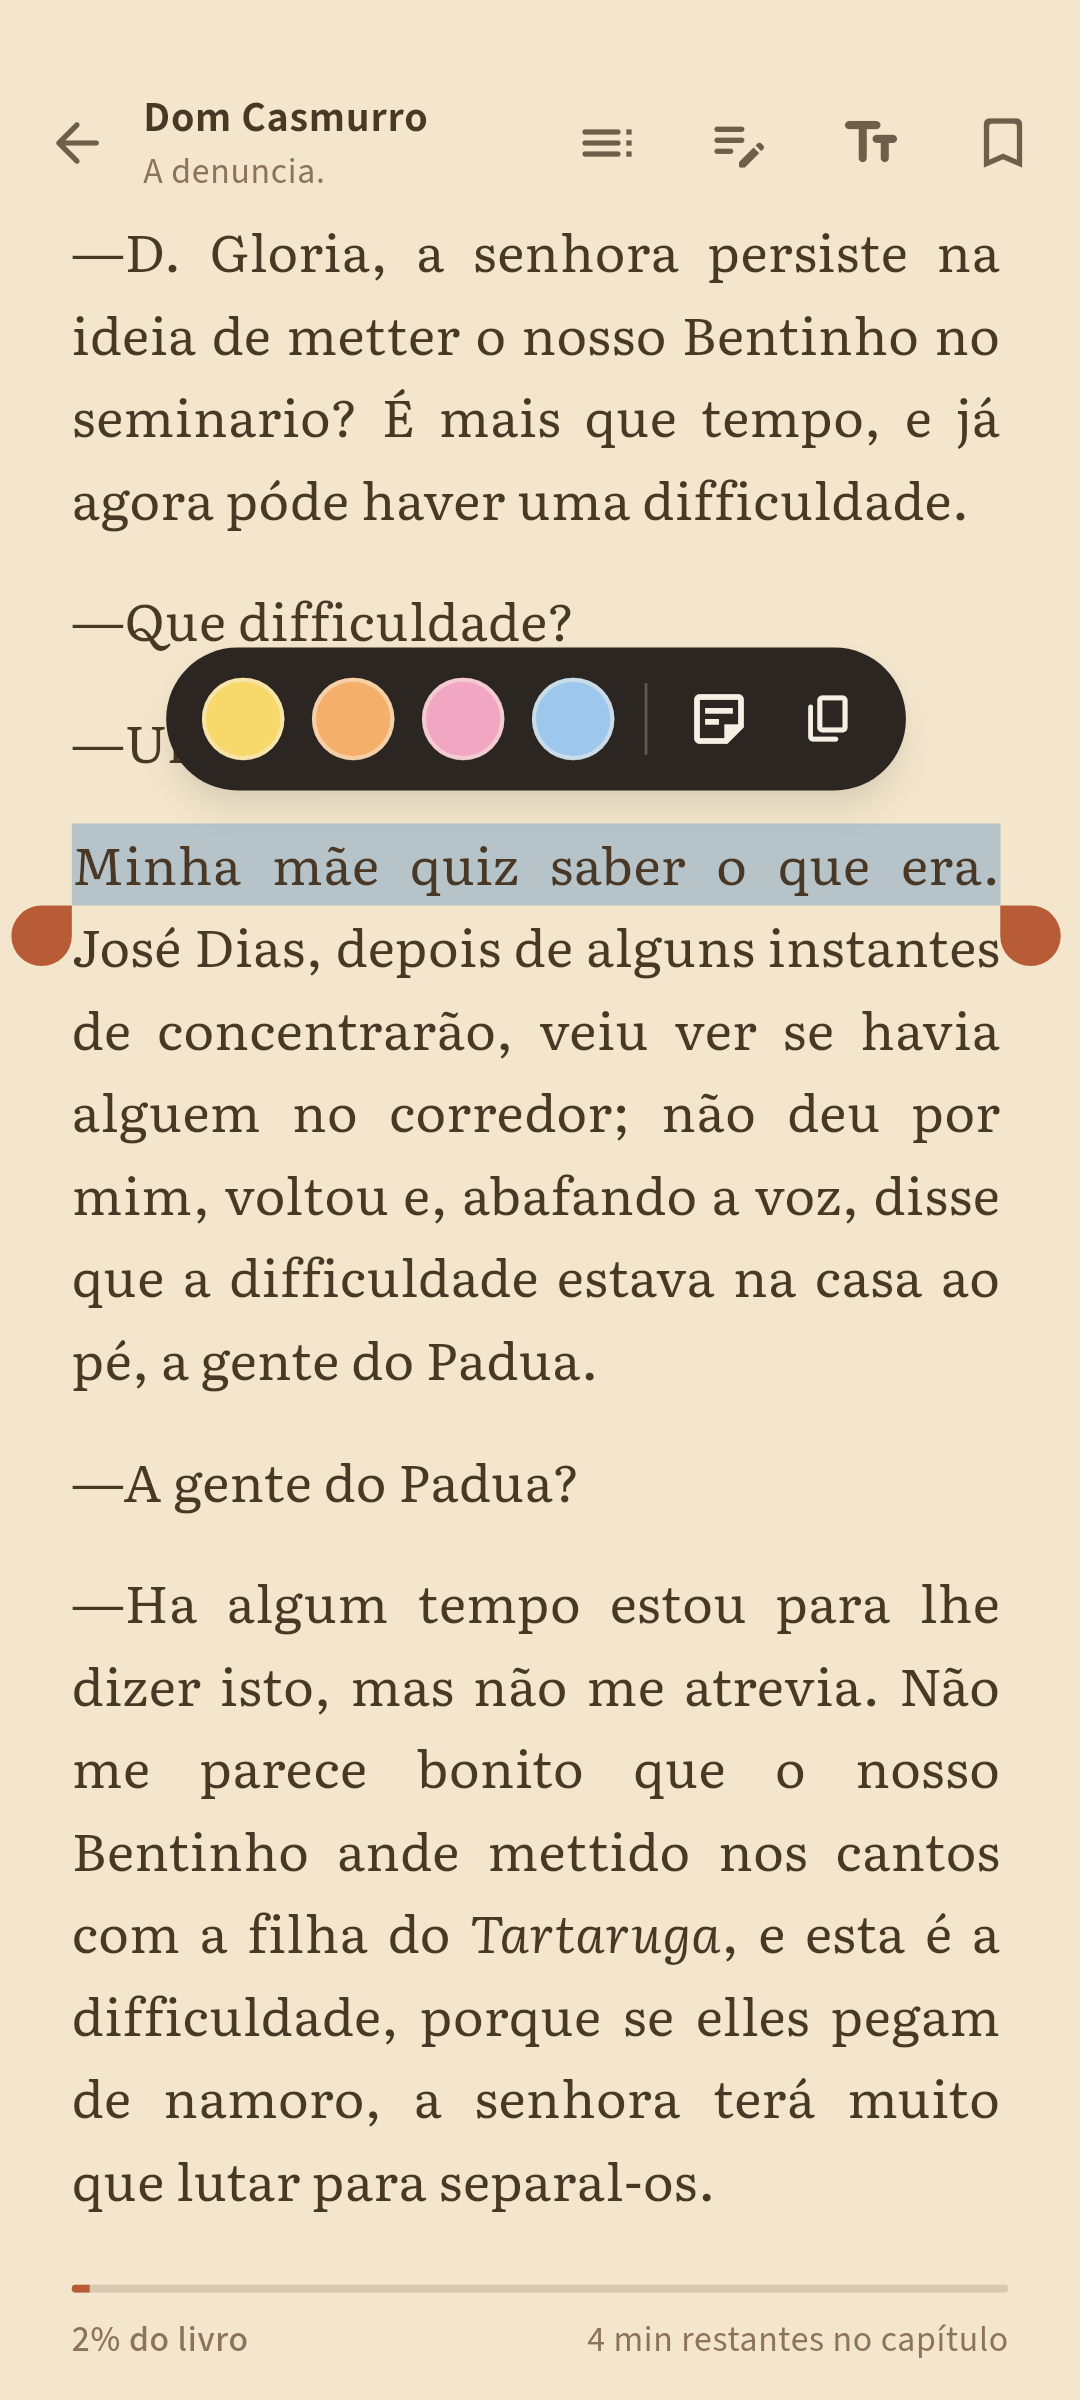 Dom Casmurro
A denuncia.
—D. Gloria, a senhora persiste na
ideia de metter o nosso Bentinho no
seminario? É mais que tempo, e já
agora póde haver uma difficuldade.
—Que difficuldade?
Minha mãe quiz saber o que era.
José Dias, depois de alguns instantes
de concentrarão, veiu ver se havia
alguem no corredor; não deu por
mim, voltou e, abafando a voz, disse
que a difficuldade estava na casa ao
pé, a gente do Padua.
—A gente do Padua?
—Ha algum tempo estou para lhe
dizer isto, mas não me atrevia. Não
me parece bonito que o nosso
Bentinho ande mettido nos cantos
com a filha do Tartaruga, e esta é a
difficuldade, porque se elles pegam
de namoro, a senhora terá muito
que lutar para separal-os.
2% do livro
4 min restantes no capítulo